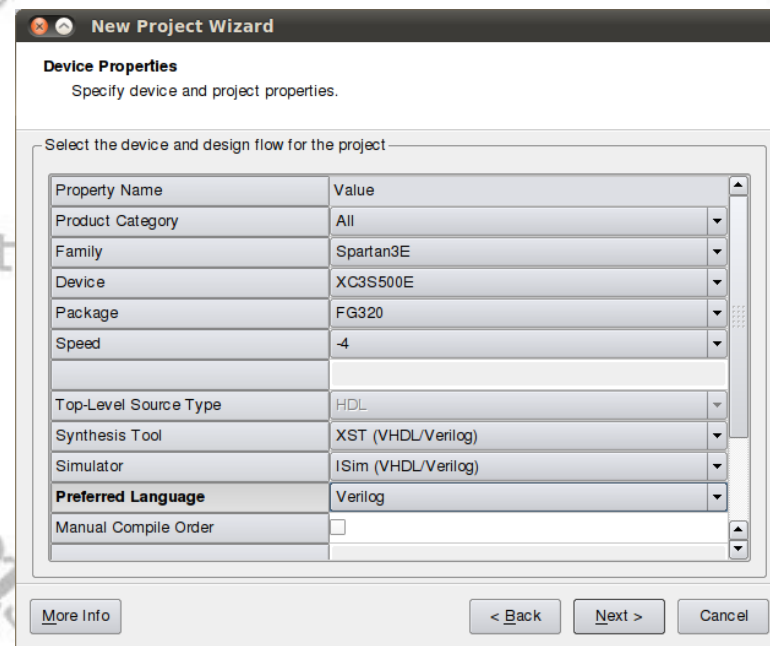 New Project Wizard
Device Properties
Specify device and project properties.
Select the device and design flow for the project
Property Name Value
Product Category All
Family Spartan3E
Device XC3S500E
Package FG320
Speed -4
Top-Level Source Type HDL
Synthesis Tool XST (VHDL/Verilog)
Simulator ISim (VHDL/Verilog)
Preferred Language Verilog
Manual Compile Order
More Info < Back Next > Cancel